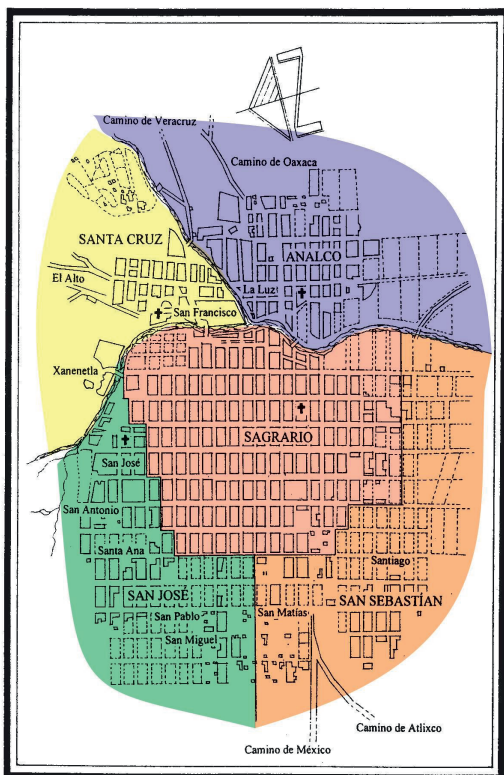 Camino de Veracruz
Camino de Oaxaca
SANTA CRUZ
ANALCO
El Alto
La Luz
San Francisco
Xanenetla
SAGRARIO
San José
San Antonio
Santa Ana
Santiago
SAN JOSÉ
SAN SEBASTÍAN
San Matías
San Pablo
San Miguel
Camino de Atlixco
Camino de México